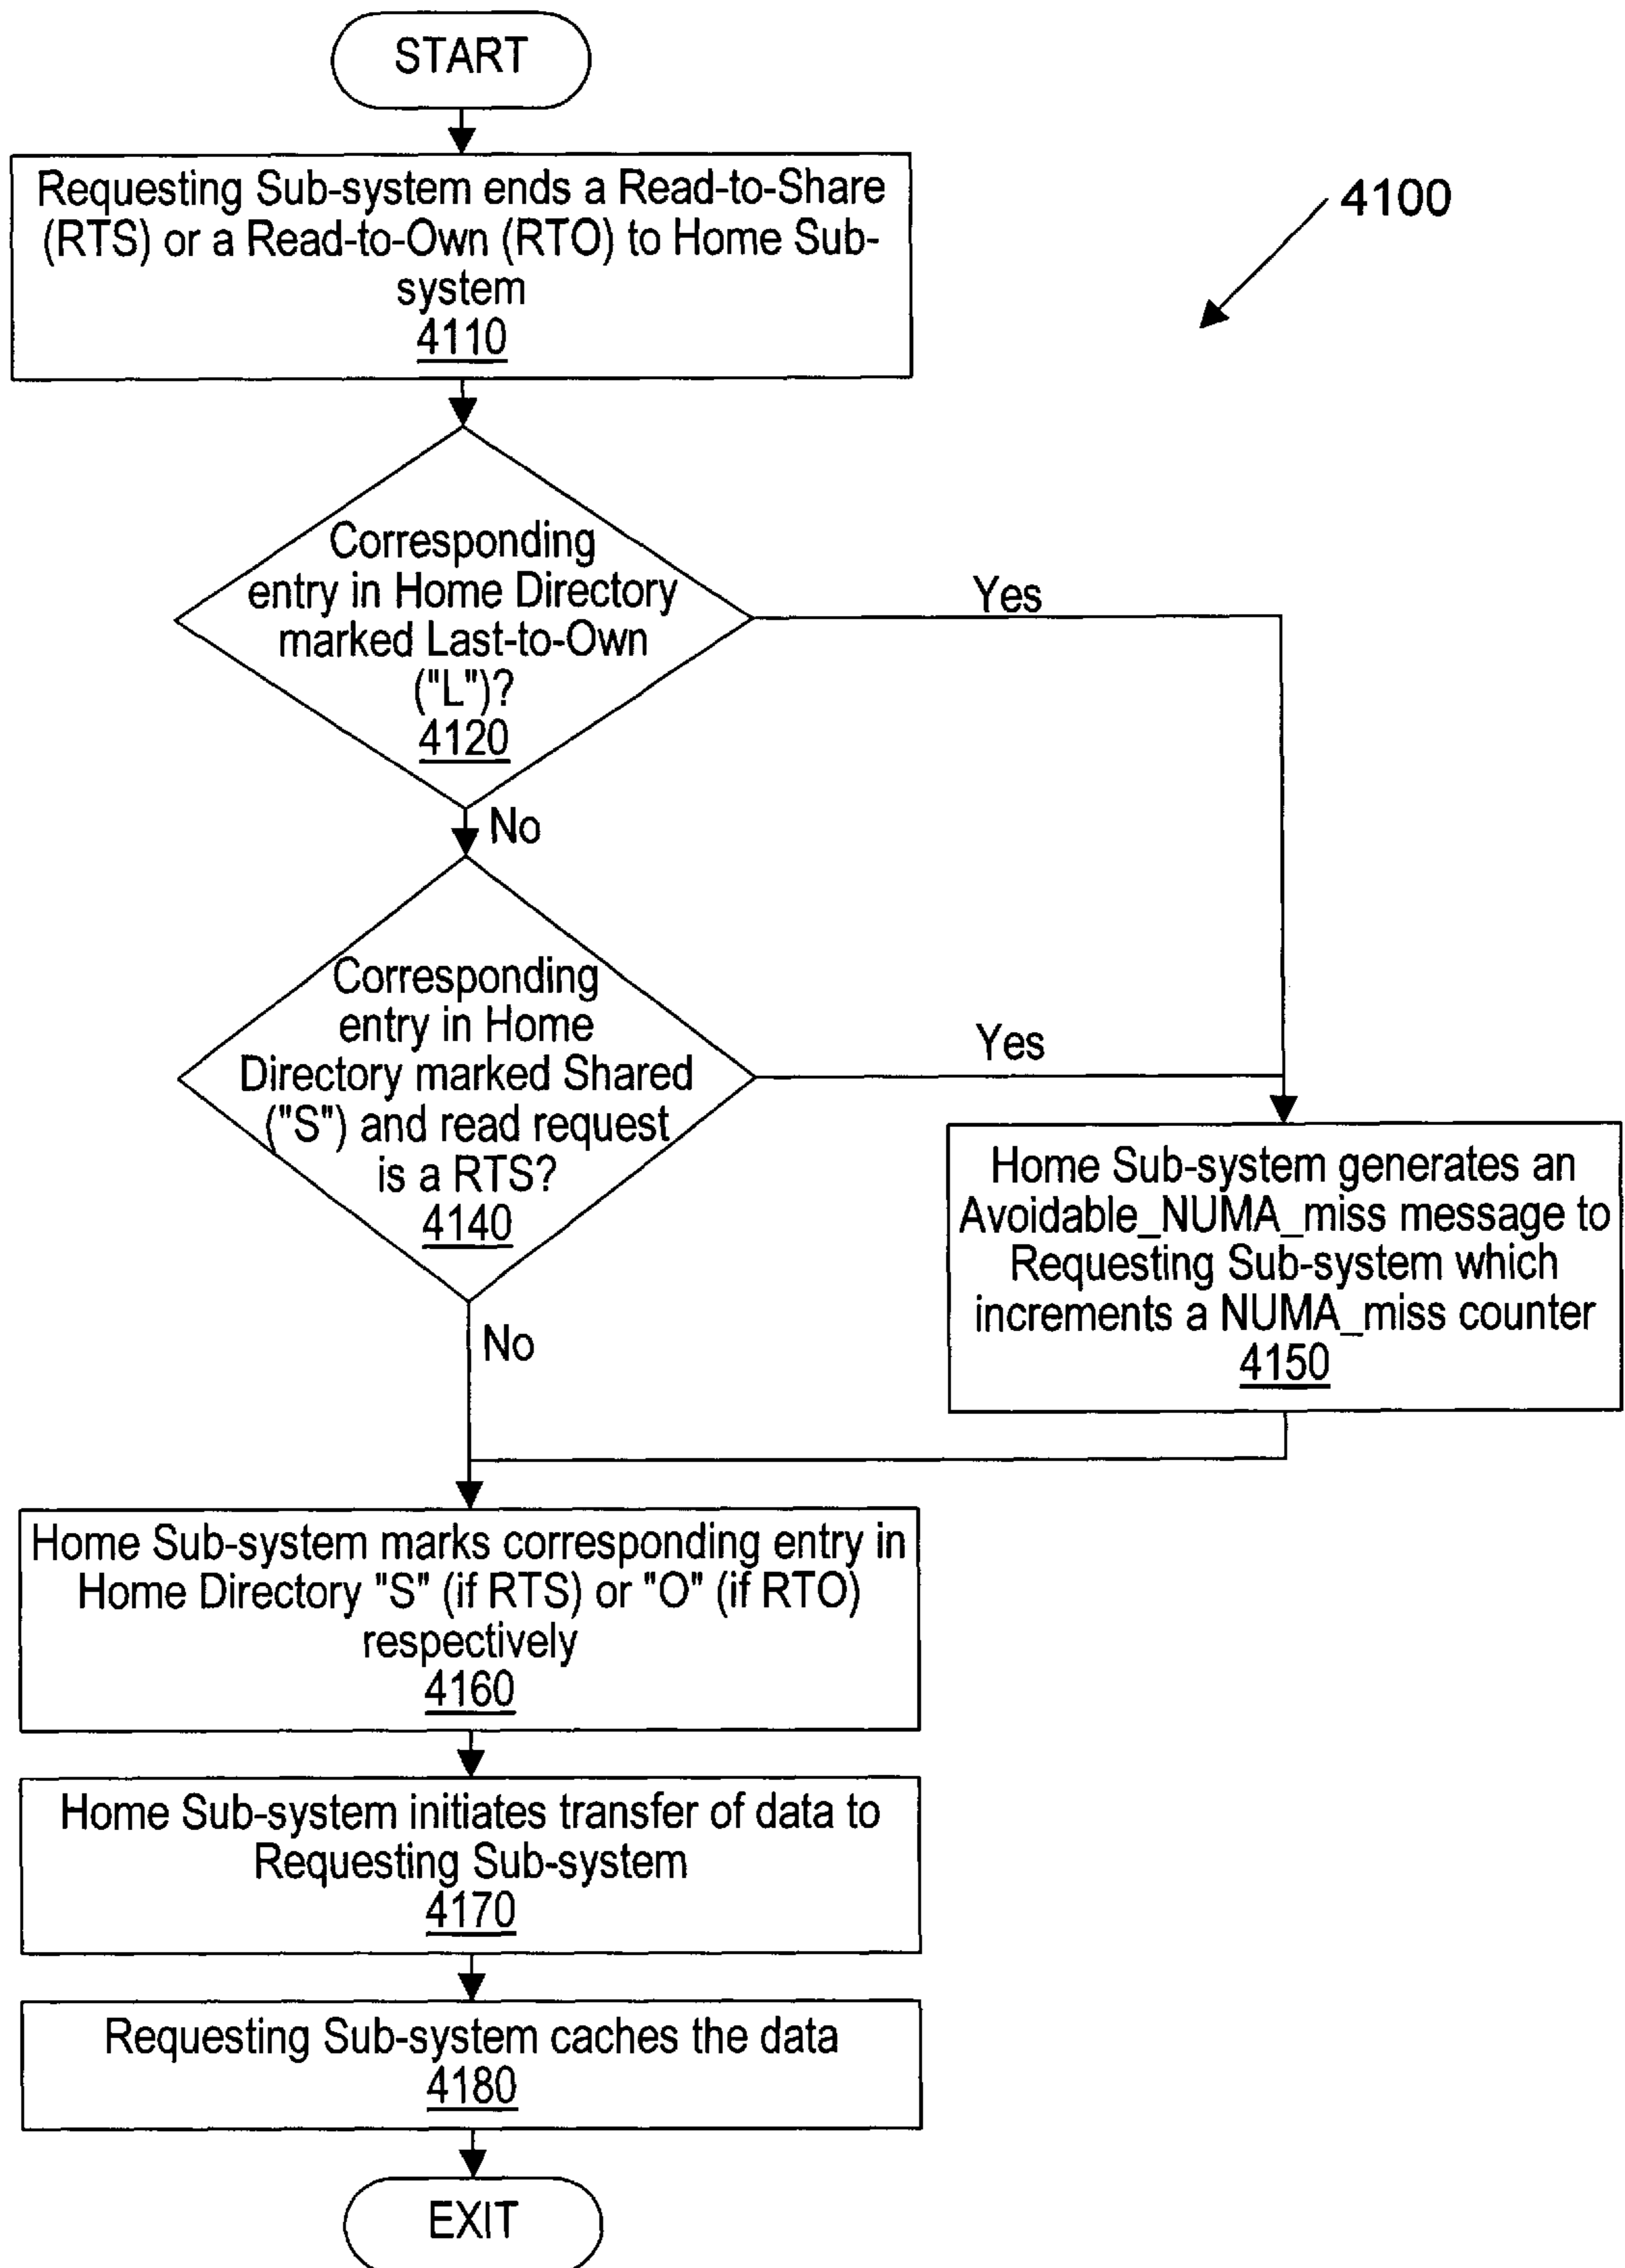 START
Requesting Sub-system ends a Read-to-Share
(RTS) or a Read-to-Own (RTO) to Home Sub-
system
4110
4100
Corresponding
entry in Home Directory
marked Last-to-Own
("L")?
4120
Yes
No
Corresponding
entry in Home
Directory marked Shared
("S") and read request
is a RTS?
4140
Yes
No
Home Sub-system generates an
Avoidable_NUMA_miss message to
Requesting Sub-system which
increments a NUMA_miss counter
4150
Home Sub-system marks corresponding entry in
Home Directory "S" (if RTS) or "O" (if RTO)
respectively
4160
Home Sub-system initiates transfer of data to
Requesting Sub-system
4170
Requesting Sub-system caches the data
4180
EXIT